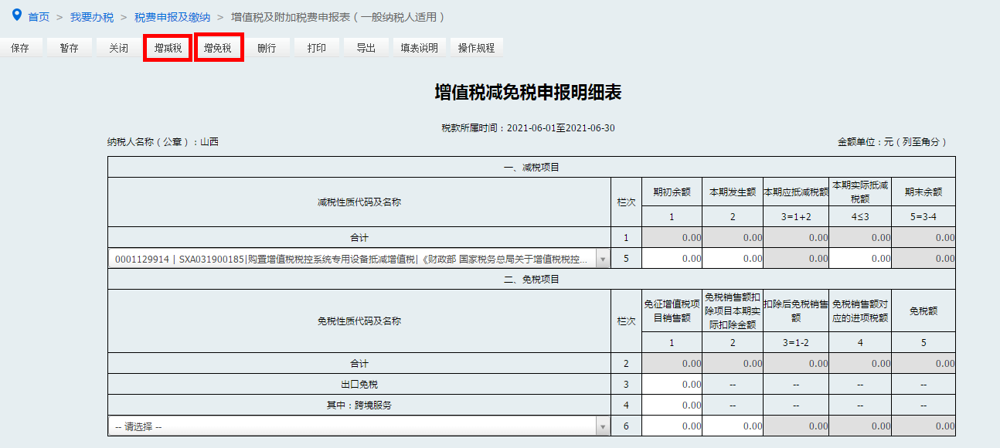 首页 > 我要办税 > 税费申报及缴纳 > 增值税及附加税费申报表（一般纳税人适用）
保存 暂存 关闭 增减税 增免税 删行 打印 导出 填表说明 操作规程
增值税减免税申报明细表
税款所属时间：2021-06-01至2021-06-30
纳税人名称（公章）：山西 金额单位：元（列至角分）
一、减税项目
减税性质代码及名称 栏次 期初余额 本期发生额 本期应抵减税额 本期实际抵减税额 期末余额
1 2 3=1+2 4≤3 5=3-4
合计 1 0.00 0.00 0.00 0.00 0.00
0001129914 | SXA031900185|购置增值税税控系统专用设备抵减增值税|《财政部 国家税务总局关于增值税税控... 5 0.00 0.00 0.00 0.00 0.00
二、免税项目
免税性质代码及名称 栏次 免征增值税项目销售额 免税销售额扣除项目本期实际扣除金额 扣除后免税销售额 免税销售额对应的进项税额 免税额
1 2 3=1-2 4 5
合计 2 0.00 0.00 0.00 0.00 0.00
出口免税 3 0.00 -- -- -- --
其中：跨境服务 4 0.00 -- -- -- --
-- 请选择 -- 6 0.00 0.00 0.00 0.00 0.00